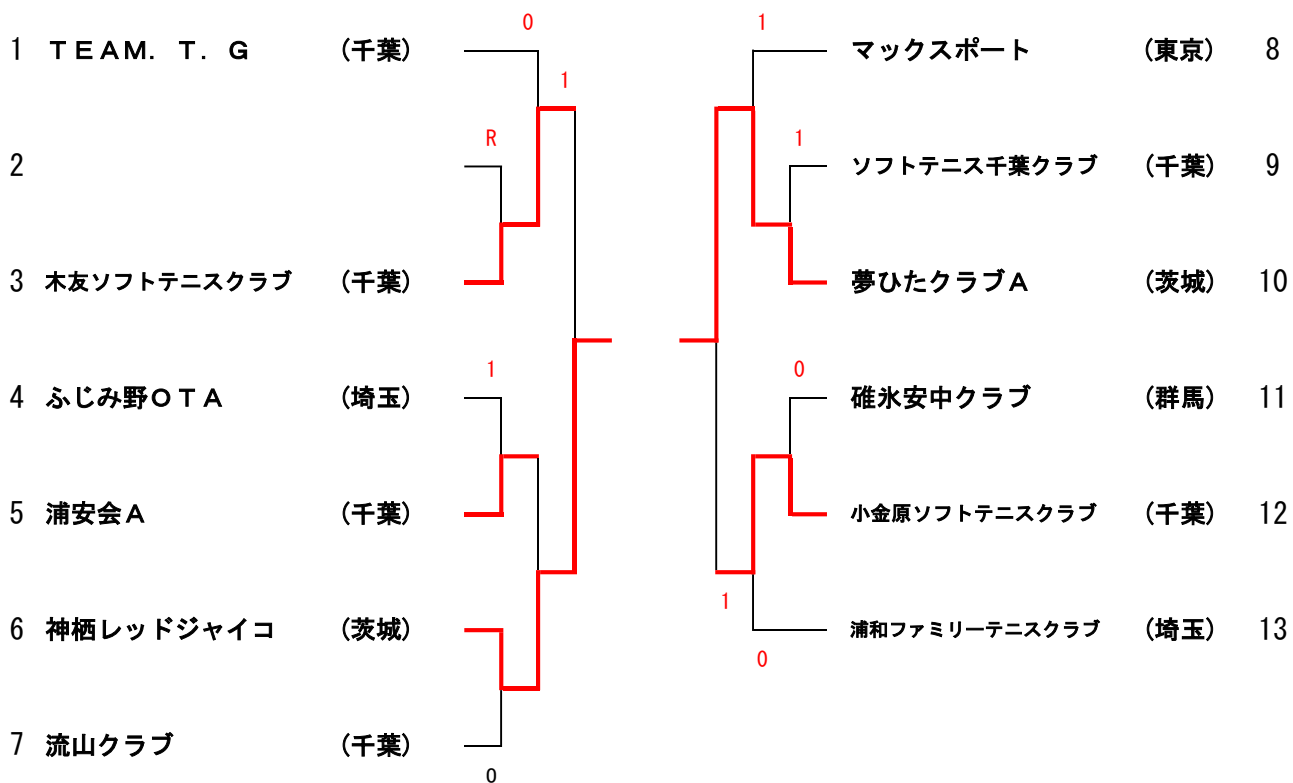 0
1 ＴＥＡＭ．Ｔ．Ｇ (千葉)
1
R
2
3 木友ソフトテニスクラブ (千葉)
1
4 ふじみ野ＯＴＡ (埼玉)
5 浦安会Ａ (千葉)
6 神栖レッドジャイコ (茨城)
7 流山クラブ (千葉)
0
1
マックスポート (東京) 8
1
ソフトテニス千葉クラブ (千葉) 9
夢ひたクラブＡ (茨城) 10
0
碓氷安中クラブ (群馬) 11
小金原ソフトテニスクラブ (千葉) 12
1
浦和ファミリーテニスクラブ (埼玉) 13
0